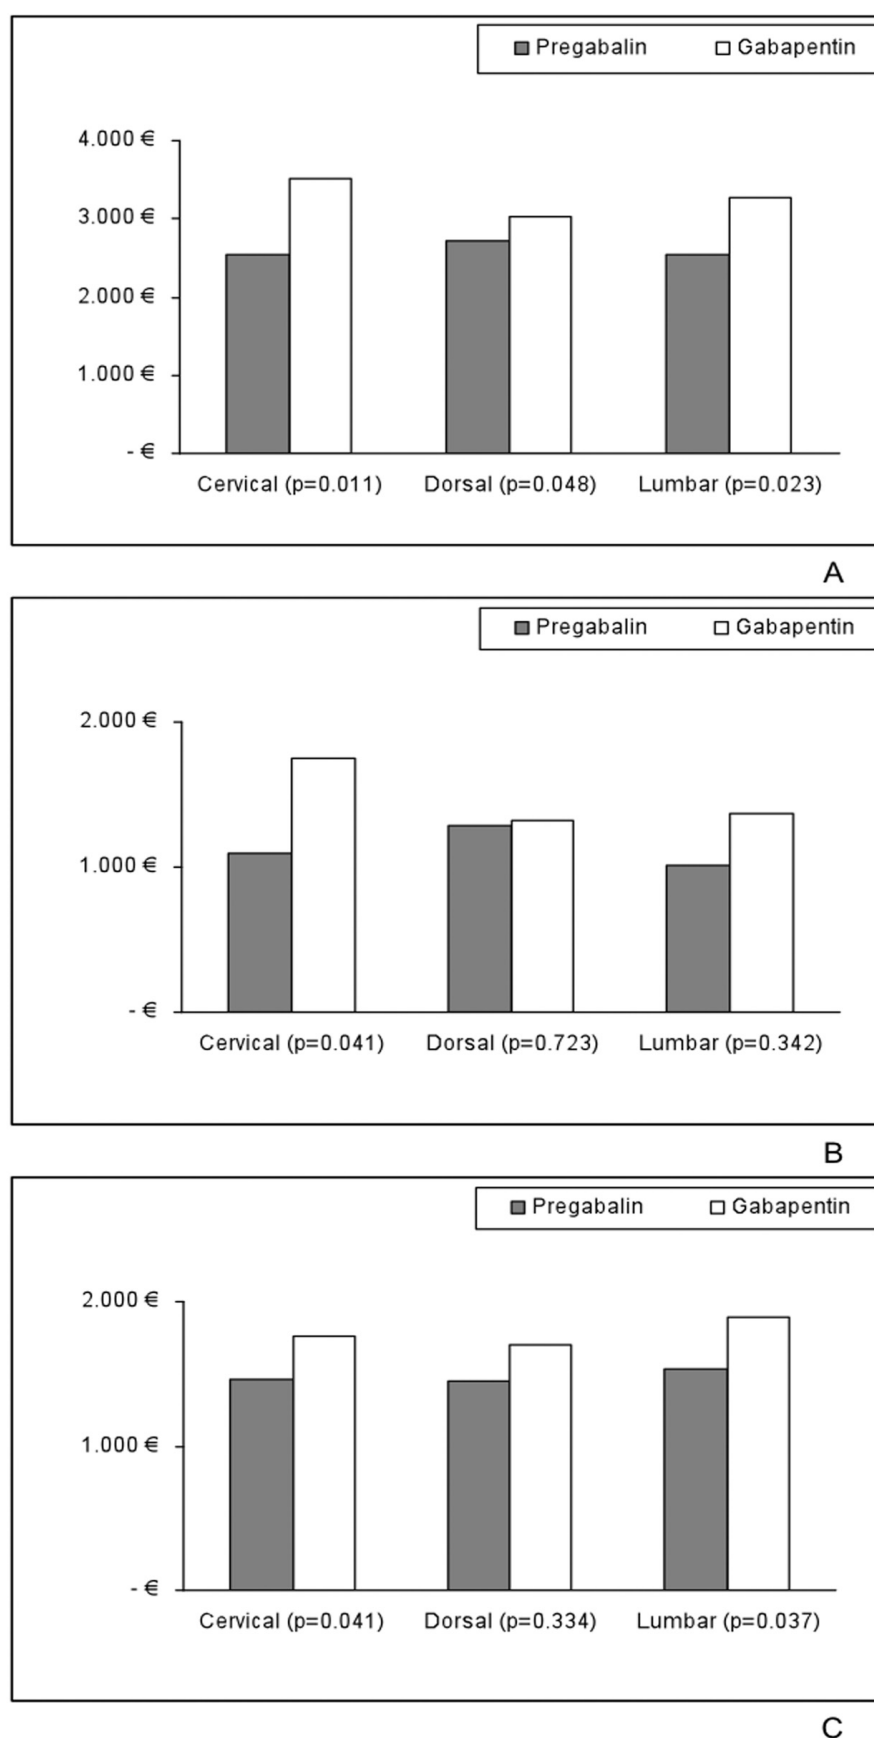 Pregabalin Gabapentin
4.000 €
3.000 €
2.000 €
1.000 €
- €
Cervical (p=0.011) Dorsal (p=0.048) Lumbar (p=0.023)
A
Pregabalin Gabapentin
2.000 €
1.000 €
- €
Cervical (p=0.041) Dorsal (p=0.723) Lumbar (p=0.342)
B
Pregabalin Gabapentin
2.000 €
1.000 €
- €
Cervical (p=0.041) Dorsal (p=0.334) Lumbar (p=0.037)
C